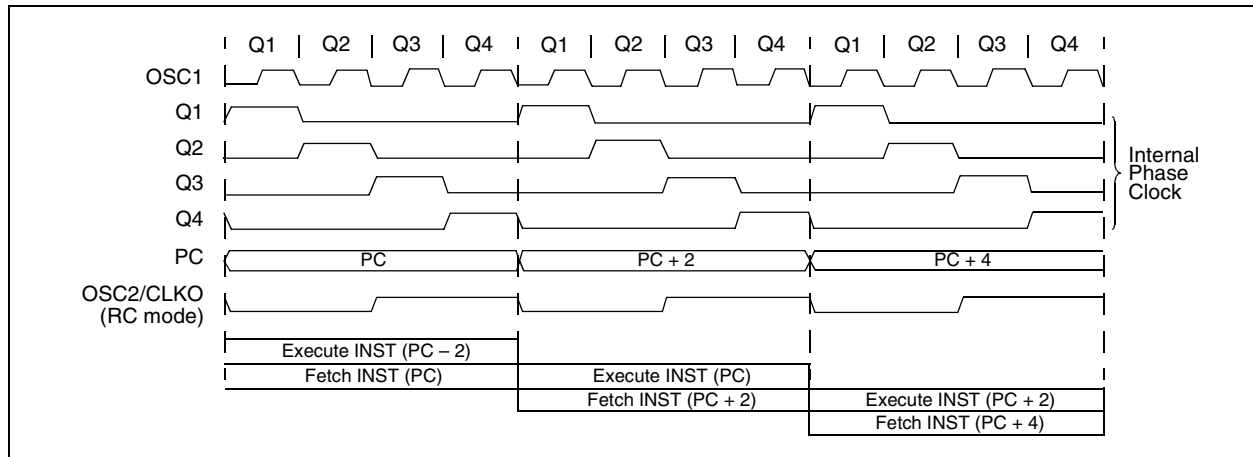 Q1 Q2 Q3 Q4 Q1 Q2 Q3 Q4 Q1 Q2 Q3 Q4
OSC1
Q1
Q2
Q3
Q4
Internal
Phase
Clock
PC PC PC + 2 PC + 4
OSC2/CLKO
(RC mode)
Execute INST (PC – 2)
Fetch INST (PC) Execute INST (PC)
Fetch INST (PC + 2) Execute INST (PC + 2)
Fetch INST (PC + 4)